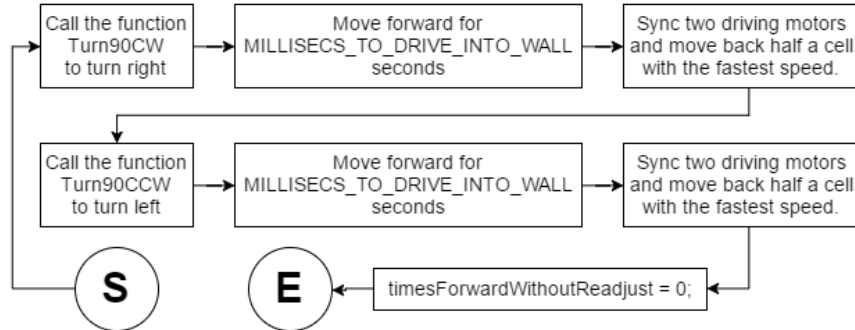 Call the function
Turn90CW
to turn right
Move forward for
MILLISECS_TO_DRIVE_INTO_WALL
seconds
Sync two driving motors
and move back half a cell
with the fastest speed.
Call the function
Turn90CCW
to turn left
Move forward for
MILLISECS_TO_DRIVE_INTO_WALL
seconds
Sync two driving motors
and move back half a cell
with the fastest speed.
S
E
timesForwardWithoutReadjust = 0;